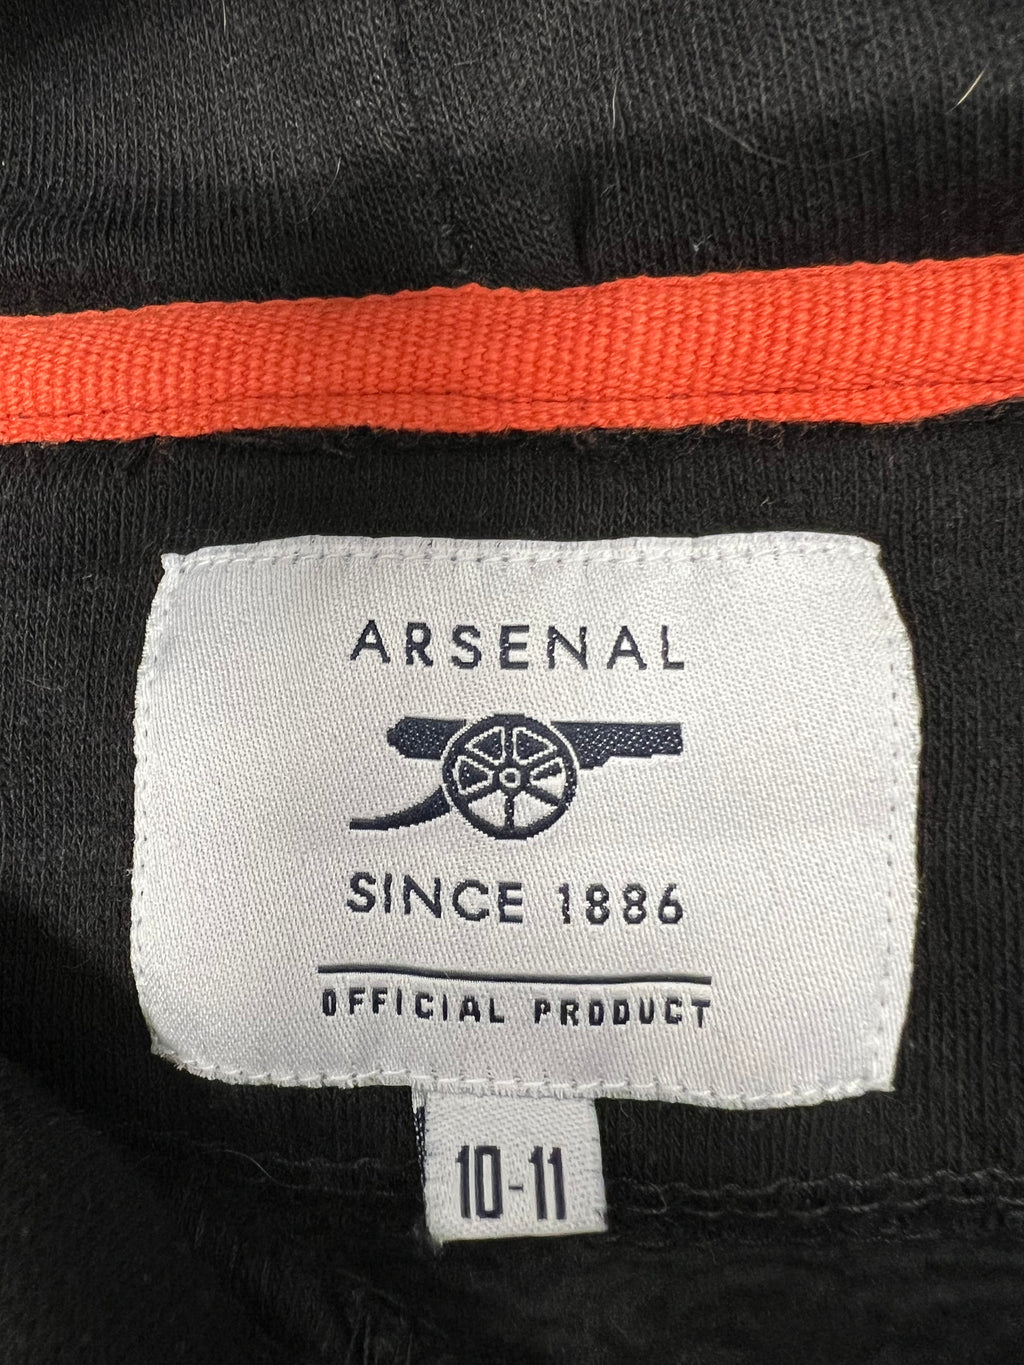 ARSENAL
SINCE 1886
OFFICIAL PRODUCT
10-11